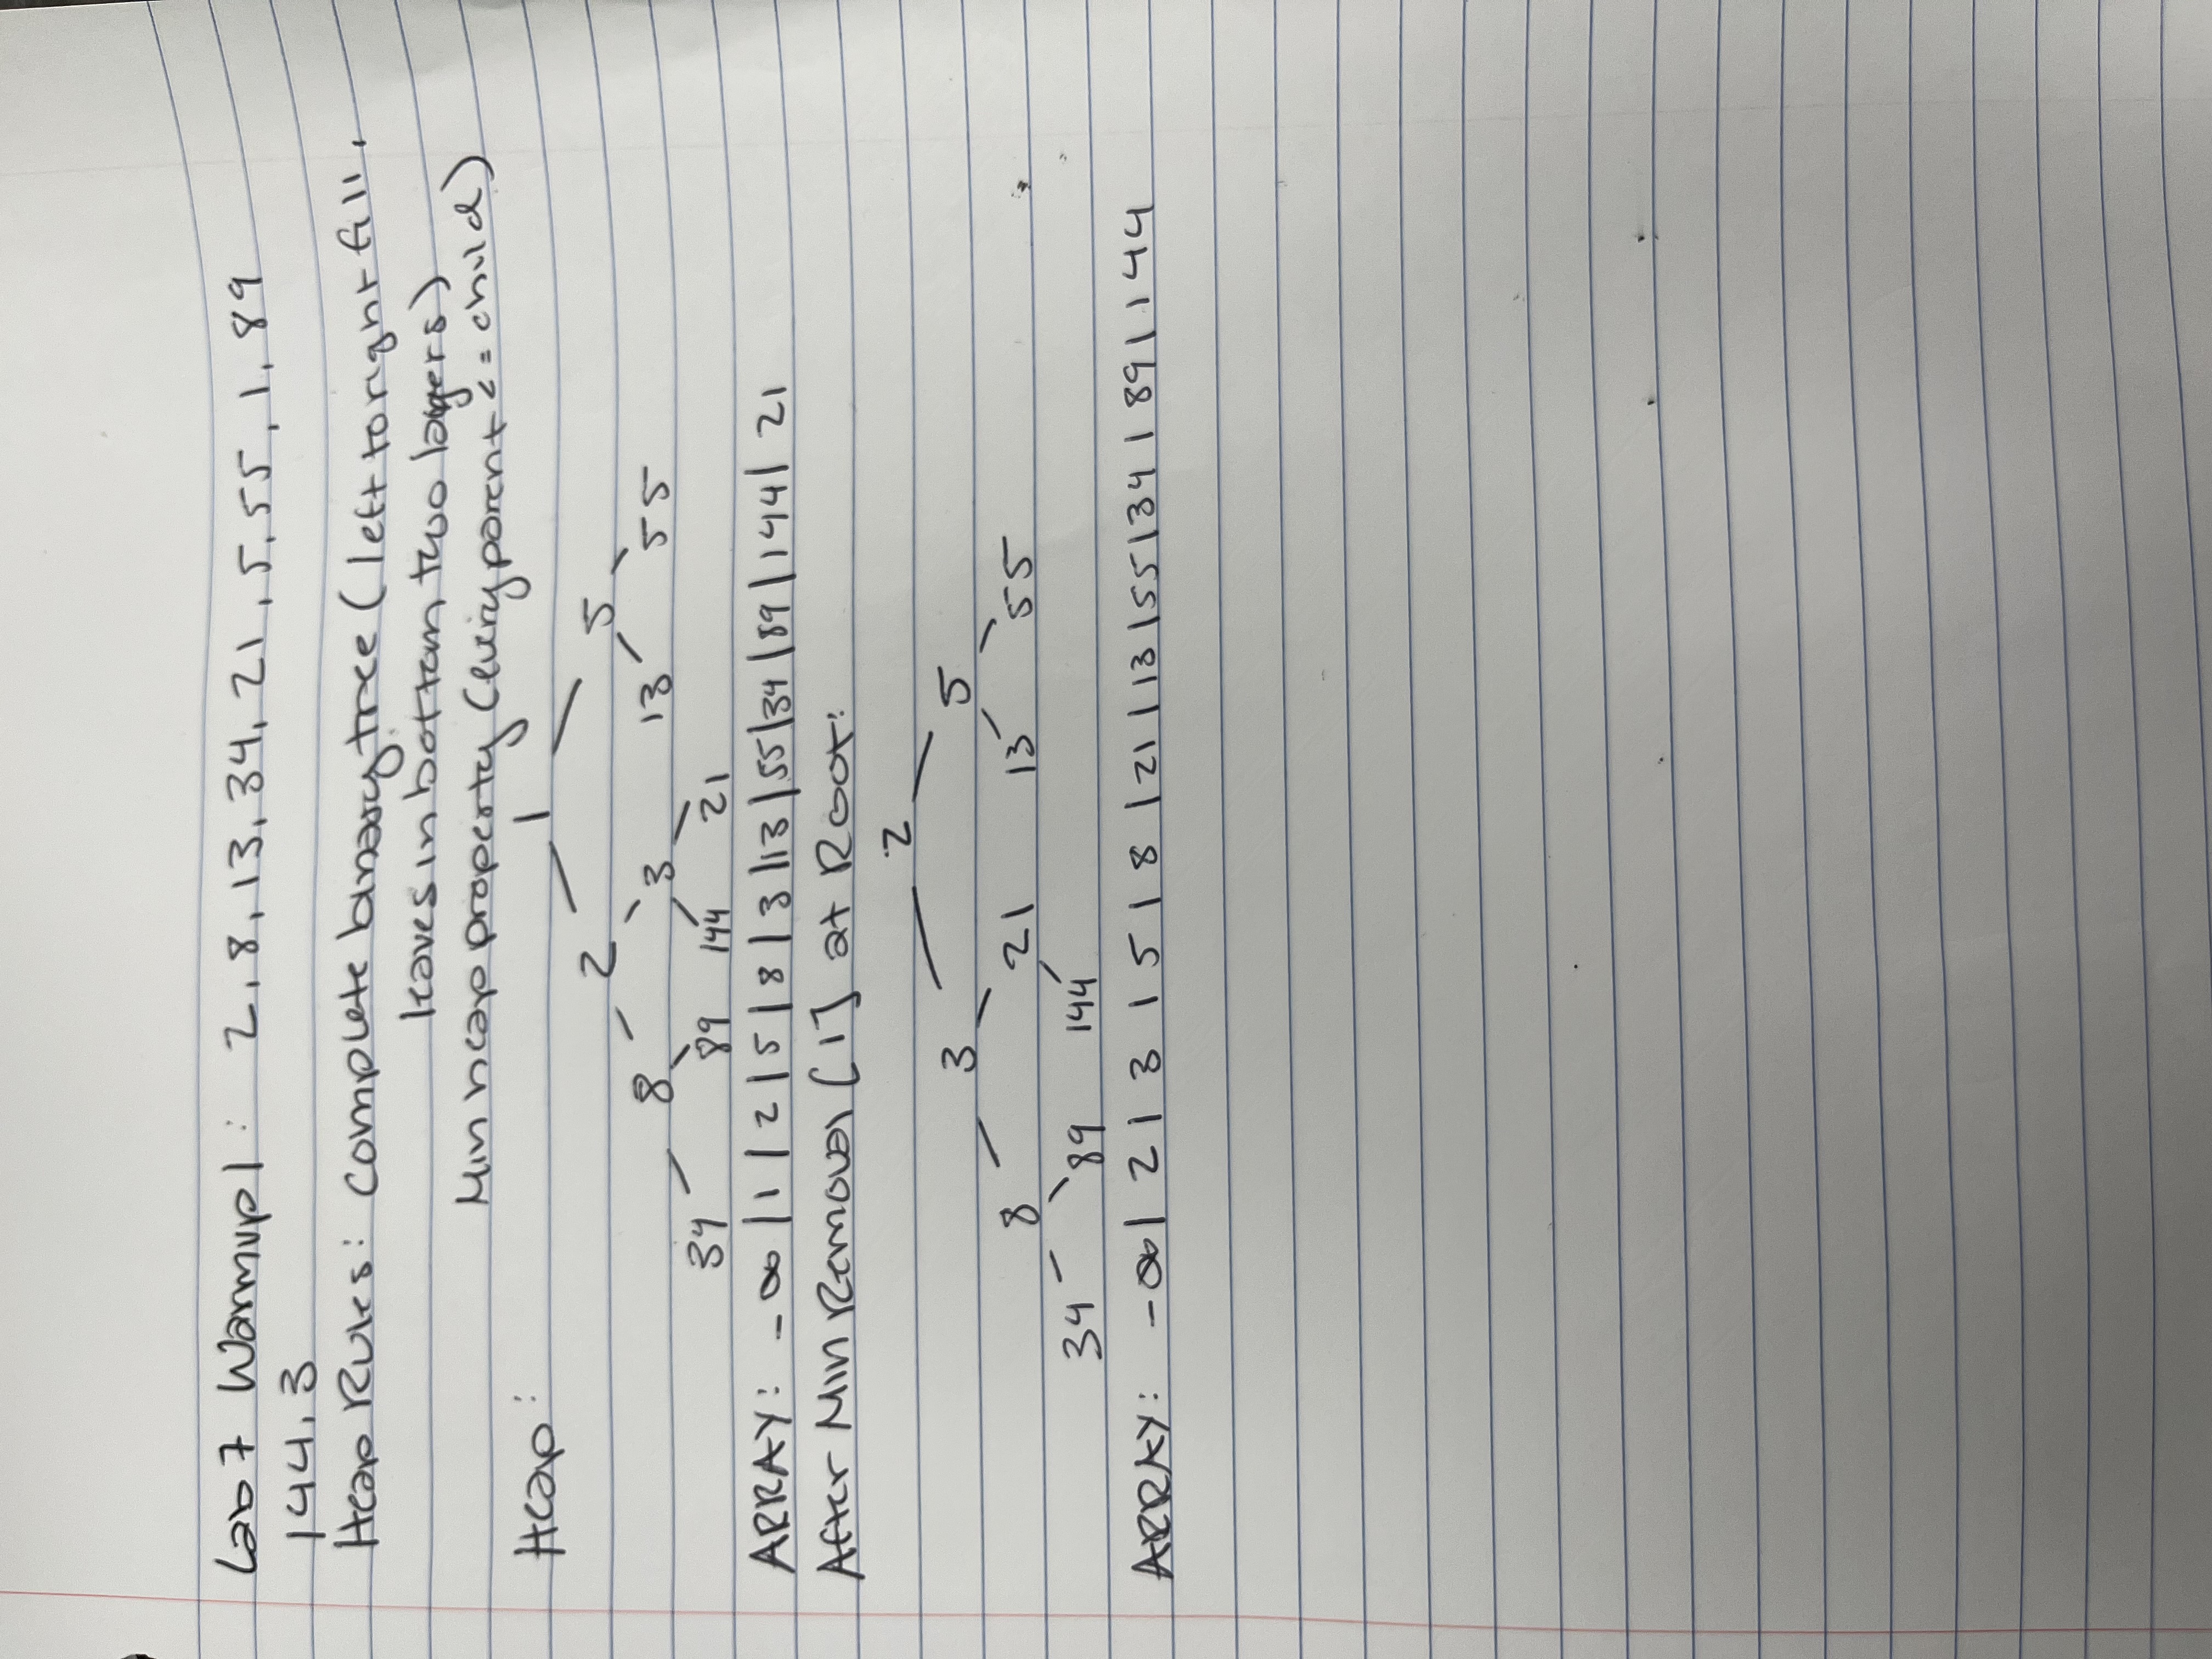 Lab 7 Warmup 1: 2, 8, 13, 34, 21, 5, 55, 1, 89
144, 3
Heap Rules: complete binary tree (left to right fill,
leaves in bottom two layers)
Min heap property (every parent <= child)
Heap:
1
2 5
8 3 13 55
34 89 144 21
ARRAY: -∞ | 1 | 2 | 5 | 8 | 3 | 13 | 55 | 34 | 89 | 144 | 21
After Min Removal [1] at Root:
2
3 5
8 21 13 55
34 89 144
ARRAY: -∞ | 2 | 3 | 5 | 8 | 21 | 13 | 55 | 34 | 89 | 144